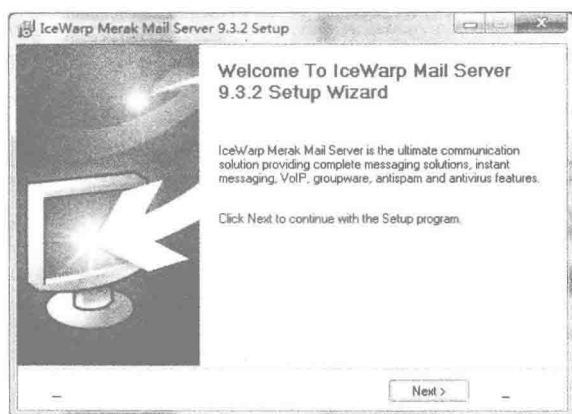 IceWarp Merak Mail Server 9.3.2 Setup
Welcome To IceWarp Mail Server
9.3.2 Setup Wizard
IceWarp Merak Mail Server is the ultimate communication
solution providing complete messaging solutions, instant
messaging, VoIP, groupware, antispam and antivirus features.
Click Next to continue with the Setup program.
Next >